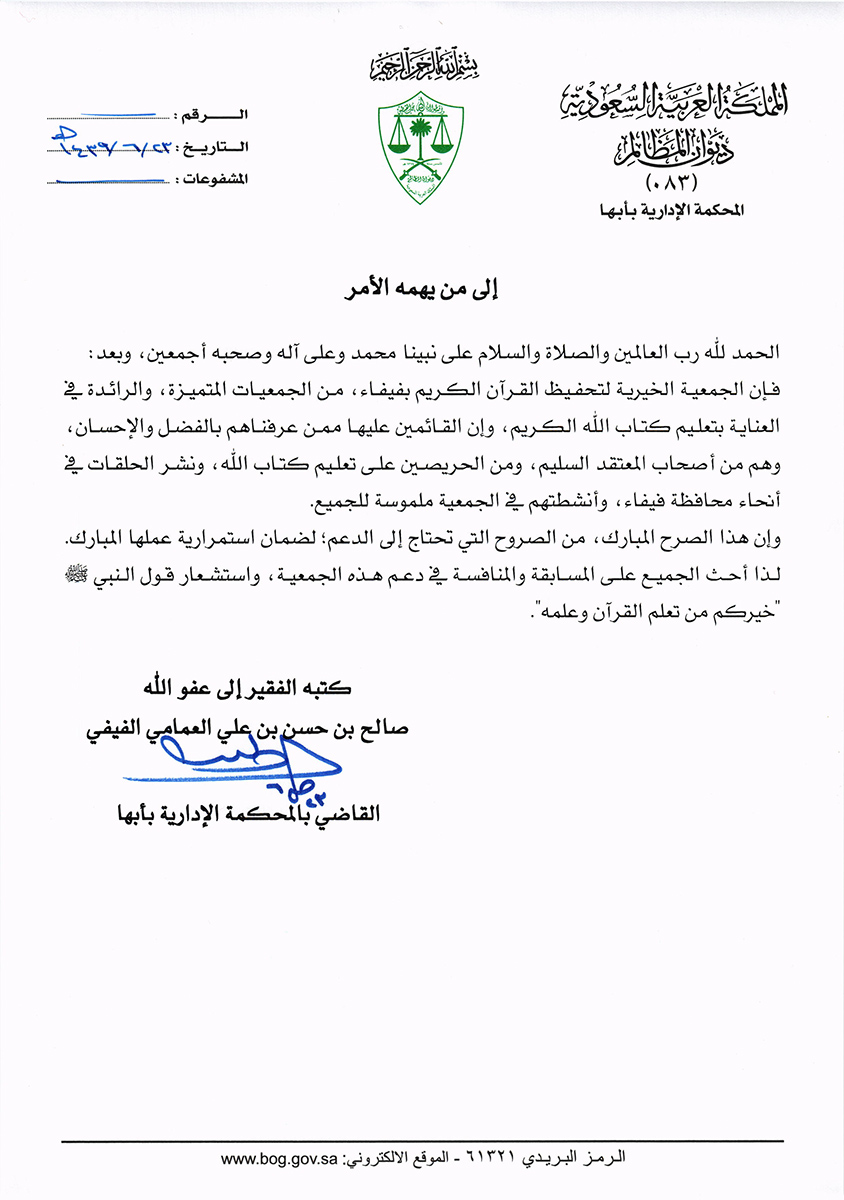 بسم الله الرحمن الرحيم
المملكة العربية السعودية
ديوان المظالم
(٠٨٣)
المحكمة الإدارية بأبها
الرقم :
التاريخ : ١٤٣٩/٦/٢٣هـ
المشفوعات :
إلى من يهمه الأمر
الحمد لله رب العالمين والصلاة والسلام على نبينا محمد وعلى آله وصحبه أجمعين، وبعد :
فإن الجمعية الخيرية لتحفيظ القرآن الكريم بفيفاء، من الجمعيات المتميزة، والرائدة في
العناية بتعليم كتاب الله الكريم، وإن القائمين عليها ممن عرفناهم بالفضل والإحسان،
وهم من أصحاب المعتقد السليم، ومن الحريصين على تعليم كتاب الله، ونشر الحلقات في
أنحاء محافظة فيفاء، وأنشطتهم في الجمعية ملموسة للجميع.
وإن هذا الصرح المبارك، من الصروح التي تحتاج إلى الدعم؛ لضمان استمرارية عملها المبارك.
لذا أحث الجميع على المسابقة والمنافسة في دعم هذه الجمعية، واستشعار قول النبي ﷺ
"خيركم من تعلم القرآن وعلمه".
كتبه الفقير إلى عفو الله
صالح بن حسن بن علي العمامي الفيفي
القاضي بالمحكمة الإدارية بأبها
الرمز البريدي ٦١٣٢١ - الموقع الالكتروني: www.bog.gov.sa